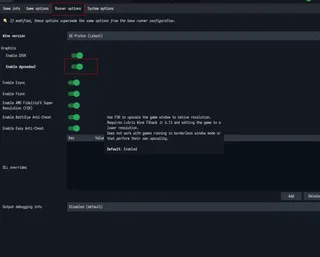 Game info Game options Runner options System options
If modified, these options supersede the same options from the base runner configuration.
Wine version GE-Proton (Latest)
Graphics
Enable DXVK
Enable dgvoodoo2
Enable Esync
Enable Fsync
Enable AMD FidelityFX Super
Resolution (FSR)
Enable BattlEye Anti-Cheat
Enable Easy Anti-Cheat
Use FSR to upscale the game window to native resolution.
Requires Lutris Wine FShack >= 6.13 and setting the game to a
lower resolution.
Does not work with games running in borderless window mode or
that perform their own upscaling.
Default: Enabled
Key Value
DLL overrides
Add Delete
Output debugging info Disabled (default)